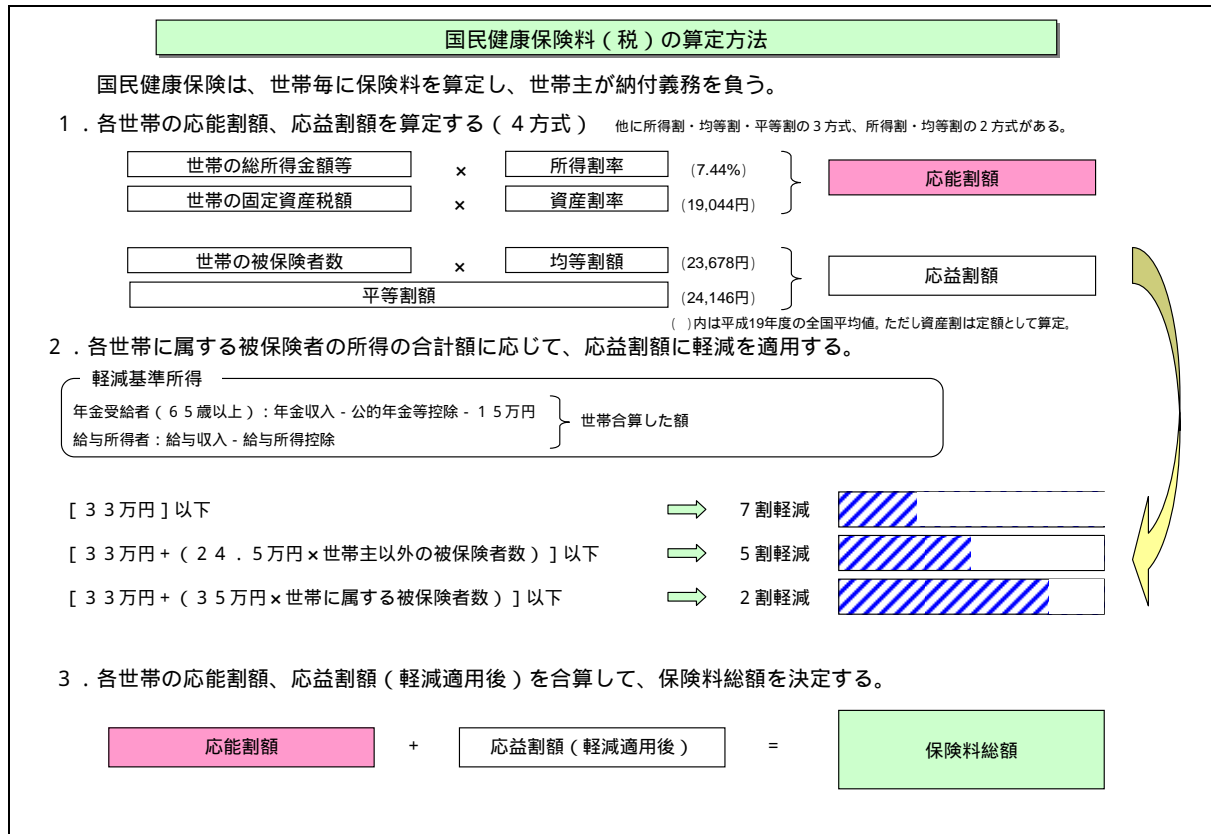 国民健康保険料(税)の算定方法
国民健康保険は、世帯毎に保険料を算定し、世帯主が納付義務を負う。
1.各世帯の応能割額、応益割額を算定する(4方式) 他に所得割・均等割・平等割の3方式、所得割・均等割の2方式がある。
世帯の総所得金額等 × 所得割率 (7.44%)
応能割額
世帯の固定資産税額 × 資産割率 (19,044円)
世帯の被保険者数 × 均等割額 (23,678円)
応益割額
平等割額 (24,146円)
( )内は平成19年度の全国平均値。ただし資産割は定額として算定。
2.各世帯に属する被保険者の所得の合計額に応じて、応益割額に軽減を適用する。
軽減基準所得
年金受給者(65歳以上):年金収入-公的年金等控除-15万円
世帯合算した額
給与所得者:給与収入-給与所得控除
[33万円]以下 7割軽減
[33万円+(24.5万円×世帯主以外の被保険者数)]以下 5割軽減
[33万円+(35万円×世帯に属する被保険者数)]以下 2割軽減
3.各世帯の応能割額、応益割額(軽減適用後)を合算して、保険料総額を決定する。
応能割額 + 応益割額(軽減適用後) = 保険料総額